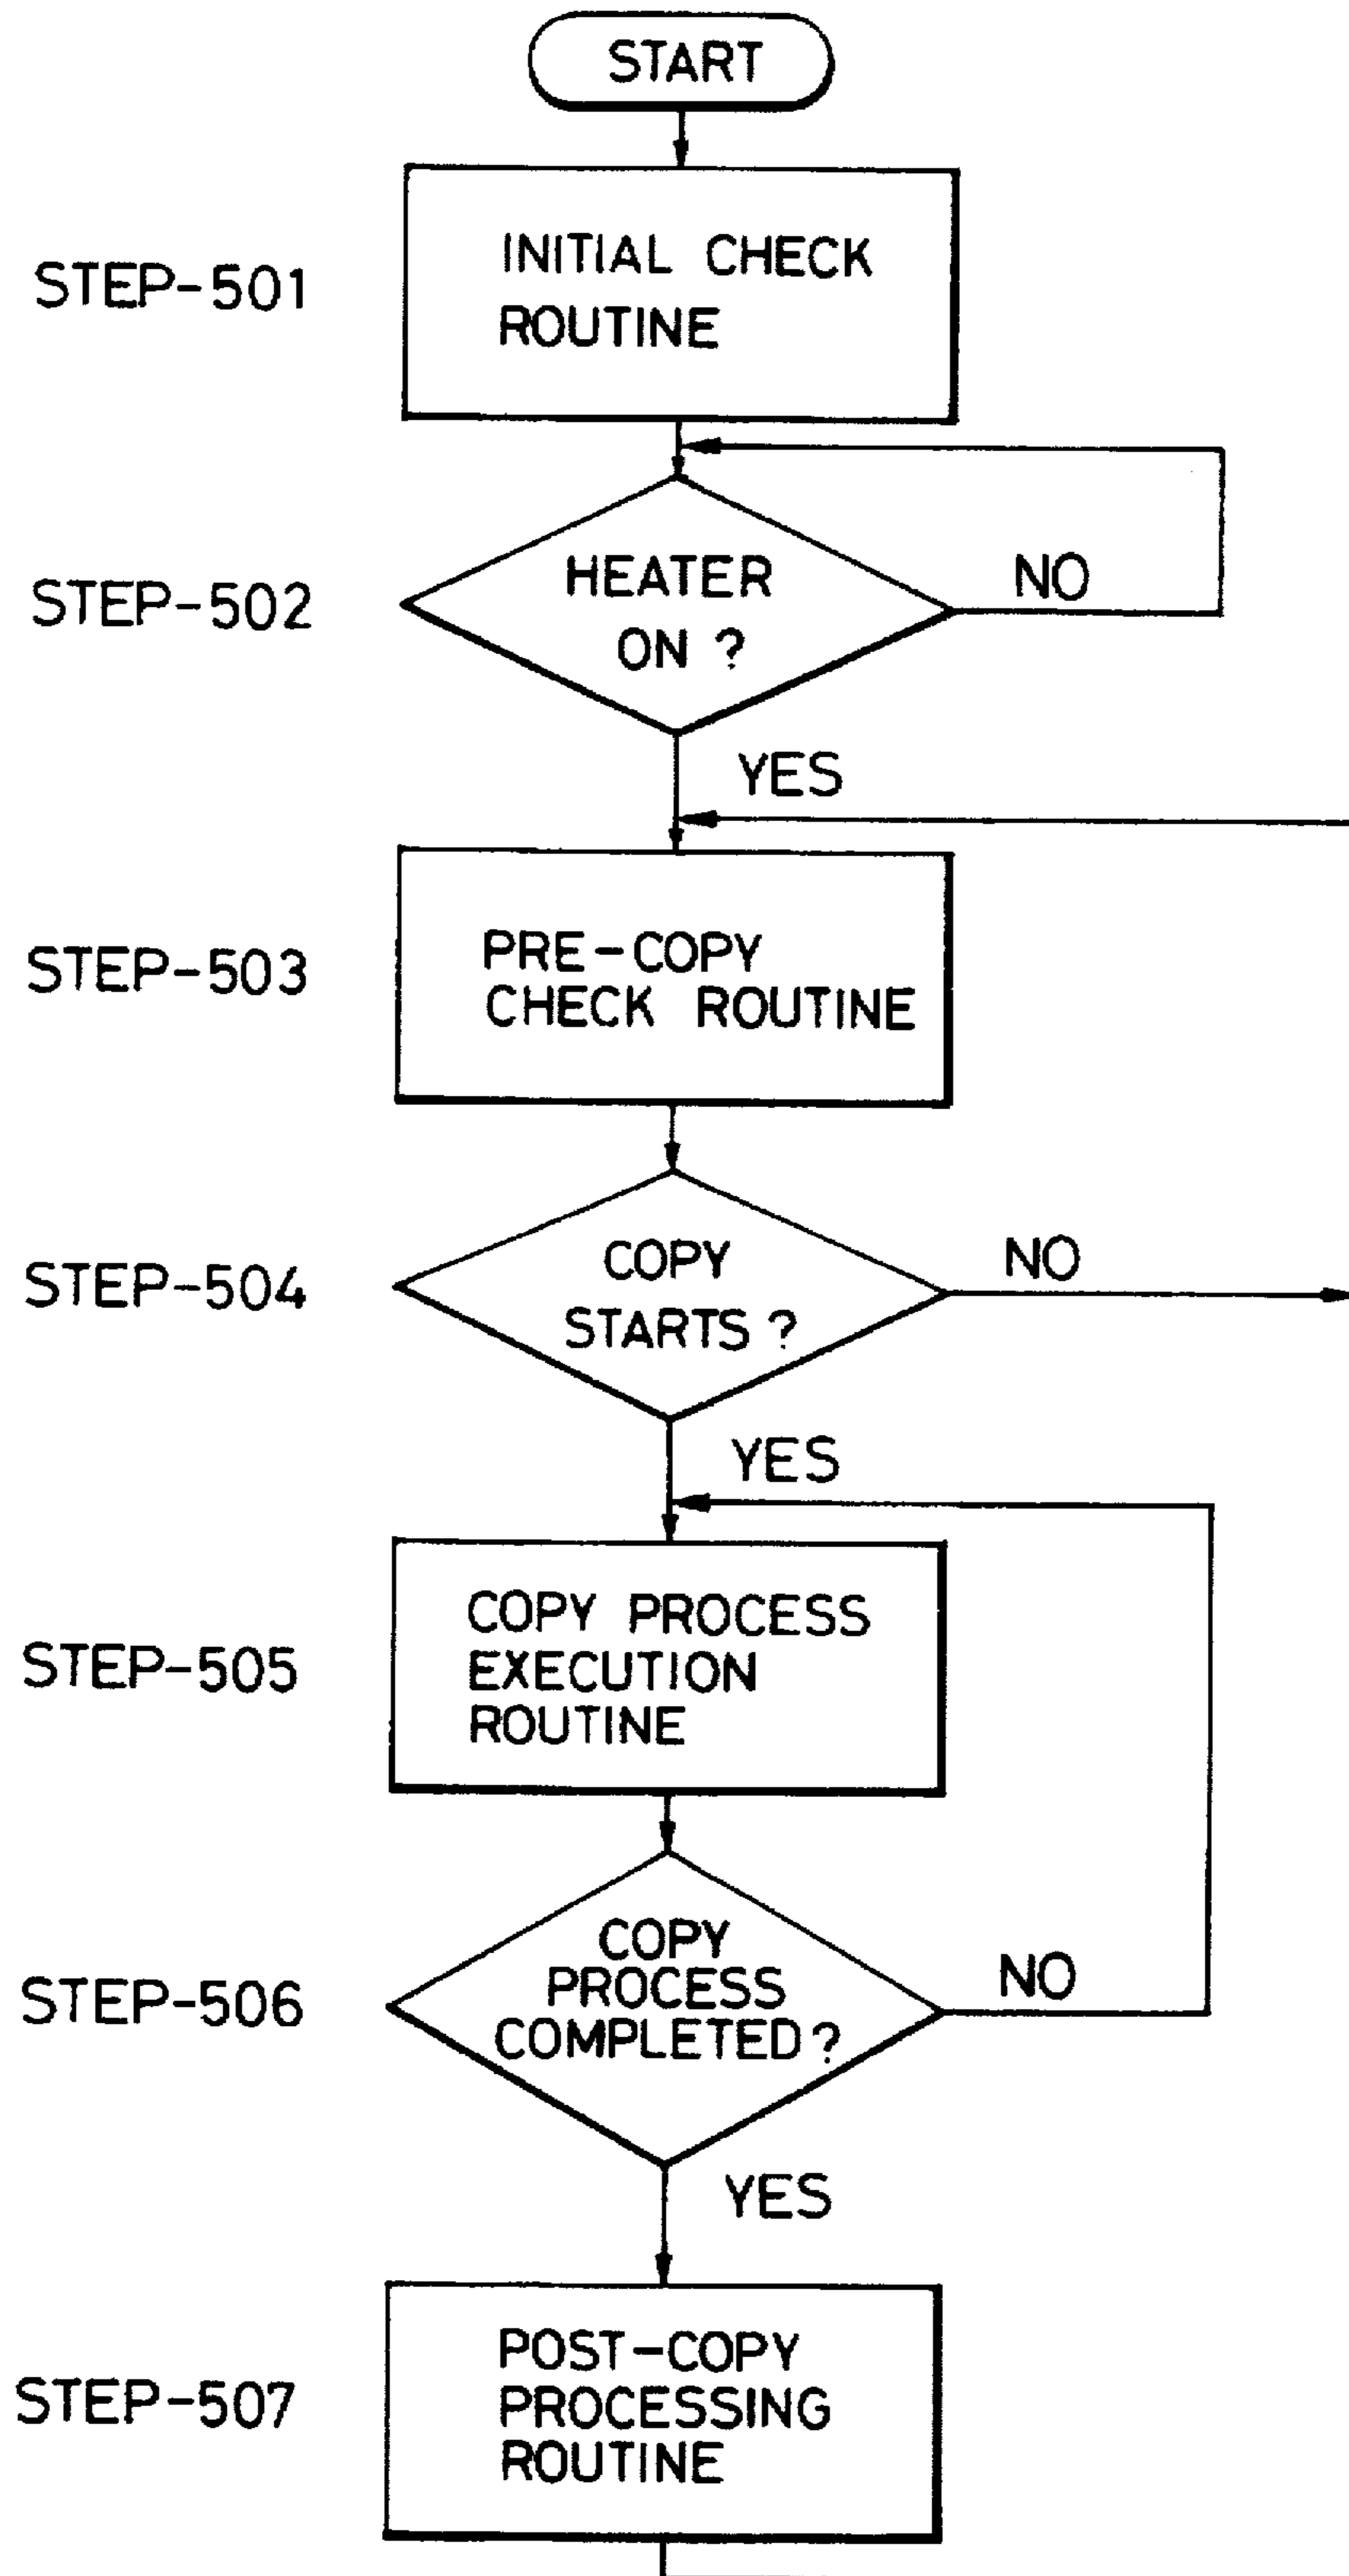 START
STEP-501
INITIAL CHECK
ROUTINE
STEP-502
HEATER
ON ?
NO
YES
STEP-503
PRE-COPY
CHECK ROUTINE
STEP-504
COPY
STARTS ?
NO
YES
STEP-505
COPY PROCESS
EXECUTION
ROUTINE
STEP-506
COPY
PROCESS
COMPLETED ?
NO
YES
STEP-507
POST-COPY
PROCESSING
ROUTINE